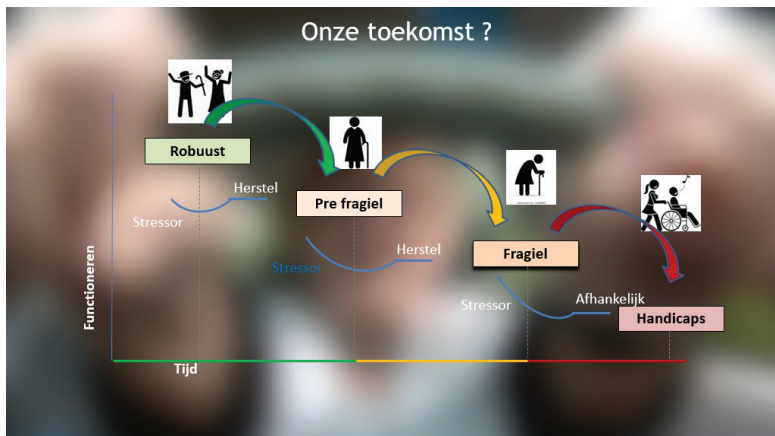 Onze toekomst ?
Robuust
Herstel
Stressor
Pre fragiel
Herstel
Stressor
Fragiel
Stressor
Afhankelijk
Handicaps
Functioneren
Tijd